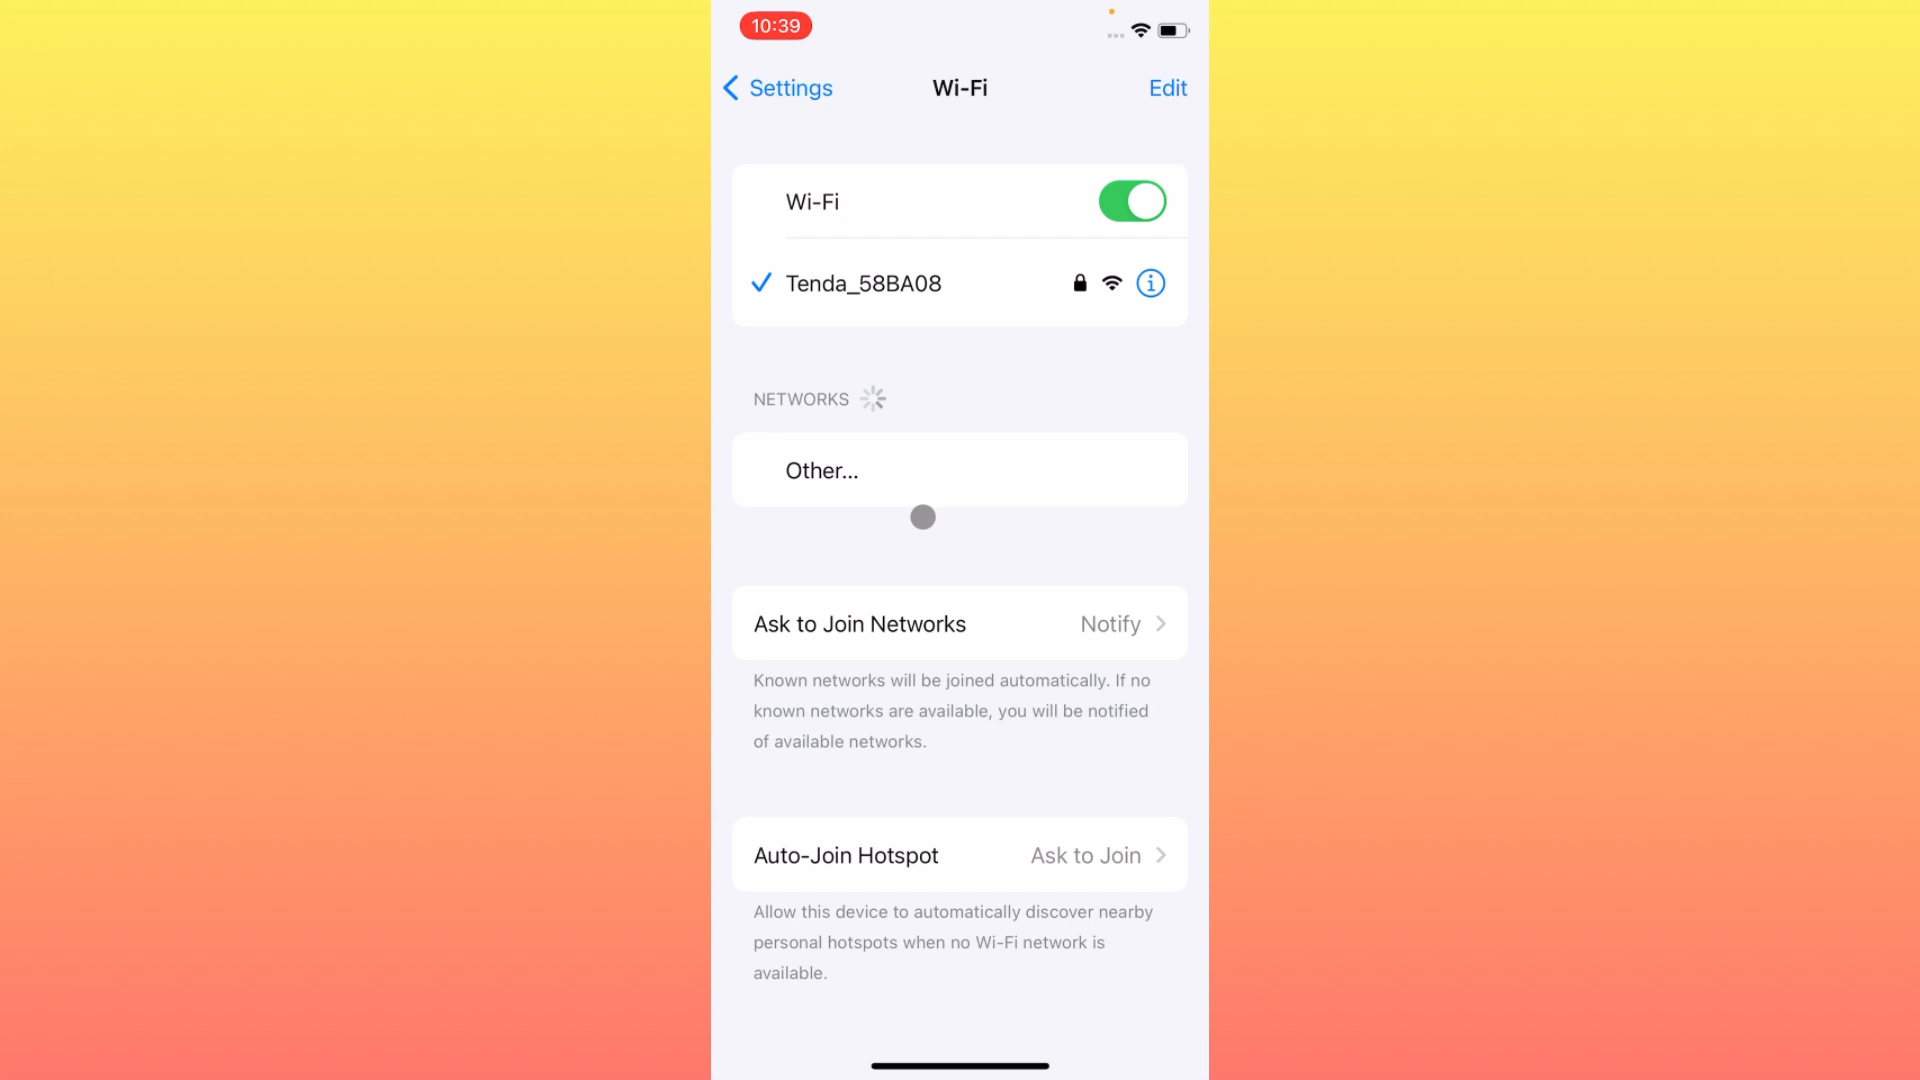 10:39
Settings
Wi-Fi
Edit
Wi-Fi
Tenda_58BA08
NETWORKS
Other...
Ask to Join Networks Notify
Known networks will be joined automatically. If no
known networks are available, you will be notified
of available networks.
Auto-Join Hotspot Ask to Join
Allow this device to automatically discover nearby
personal hotspots when no Wi-Fi network is
available.